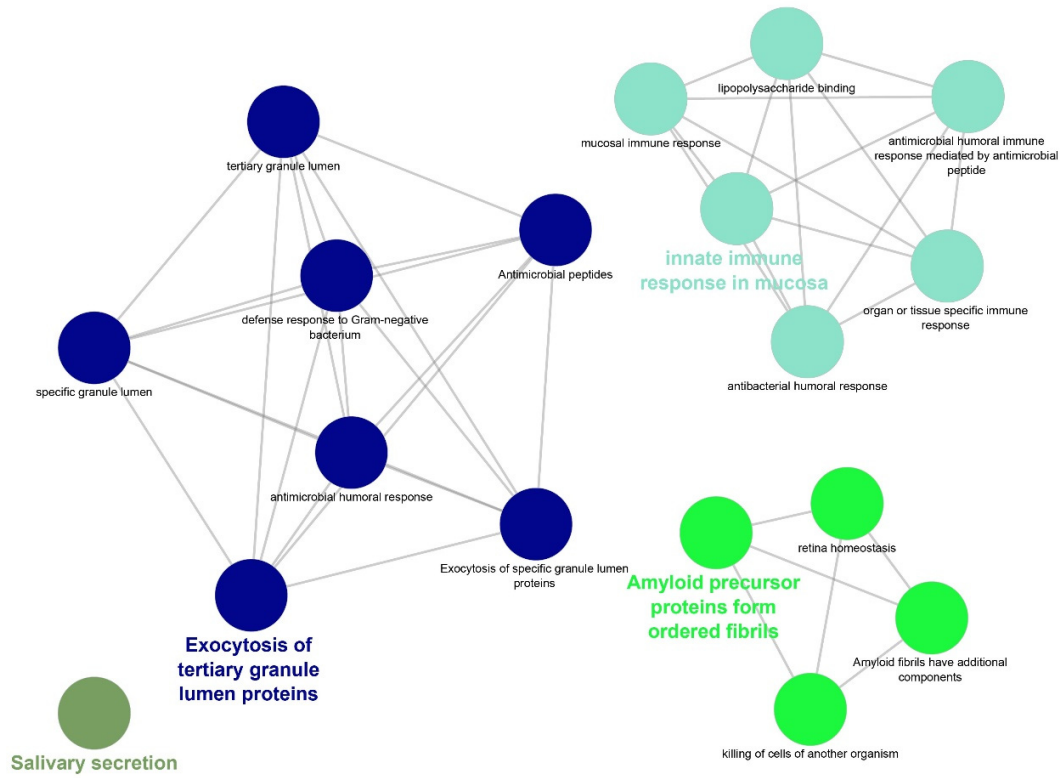 tertiary granule lumen
Antimicrobial peptides
defense response to Gram-negative
bacterium
specific granule lumen
antimicrobial humoral response
Exocytosis of specific granule lumen
proteins
Exocytosis of
tertiary granule
lumen proteins
Salivary secretion
lipopolysaccharide binding
mucosal immune response
antimicrobial humoral immune
response mediated by antimicrobial
peptide
innate immune
response in mucosa
organ or tissue specific immune
response
antibacterial humoral response
retina homeostasis
Amyloid precursor
proteins form
ordered fibrils
Amyloid fibrils have additional
components
killing of cells of another organism